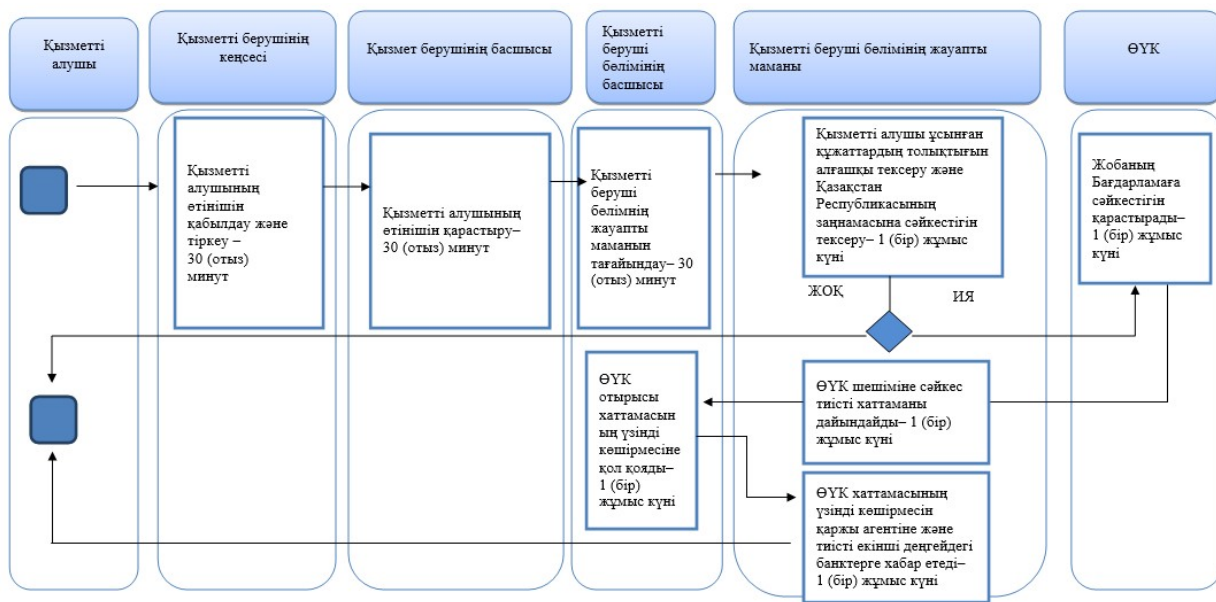 Қызметті
алушы
Қызметті берушінің
кеңсесі
Қызмет берушінің басшысы
Қызметті
беруші
бөлімінің
басшысы
Қызметті беруші бөлімінің жауапты
маманы
ӨҮК
Қызметті
алушының
өтінішін
қабылдау және
тіркеу –
30 (отыз)
минут
Қызметті алушының
өтінішін қарастыру–
30 (отыз) минут
Қызметті
беруші
бөлімнің
жауапты
маманын
тағайындау– 30
(отыз) минут
Қызметті алушы ұсынған
құжаттардың толықтығын
алғашқы тексеру және
Қазақстан
Республикасының
заңнамасына сәйкестігін
тексеру– 1 (бір) жұмыс
күні
Жобаның
Бағдарламаға
сәйкестігін
қарастырады–
1 (бір) жұмыс
күні
ЖОҚ
ИЯ
ӨҮК
отырысы
хаттамасын
ың үзінді
көшірмесіне
қол қояды–
1 (бір)
жұмыс күні
ӨҮК шешіміне сәйкес
тиісті хаттаманы
дайындайды– 1 (бір)
жұмыс күні
ӨҮК хаттамасының
үзінді көшірмесін
қаржы агентіне және
тиісті екінші деңгейдегі
банктерге хабар етеді–
1 (бір) жұмыс күні